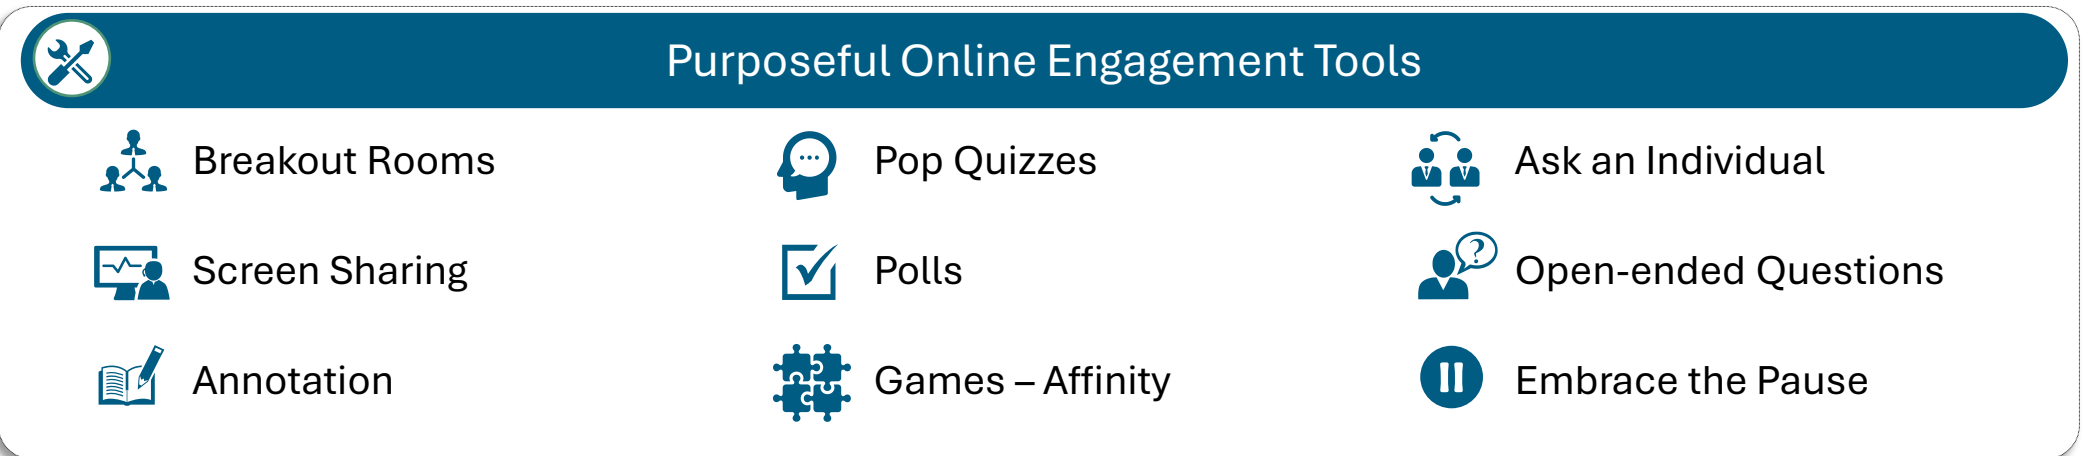 Purposeful Online Engagement Tools
Breakout Rooms
Pop Quizzes
Ask an Individual
Screen Sharing
Polls
? Open-ended Questions
Annotation
Games – Affinity
Embrace the Pause